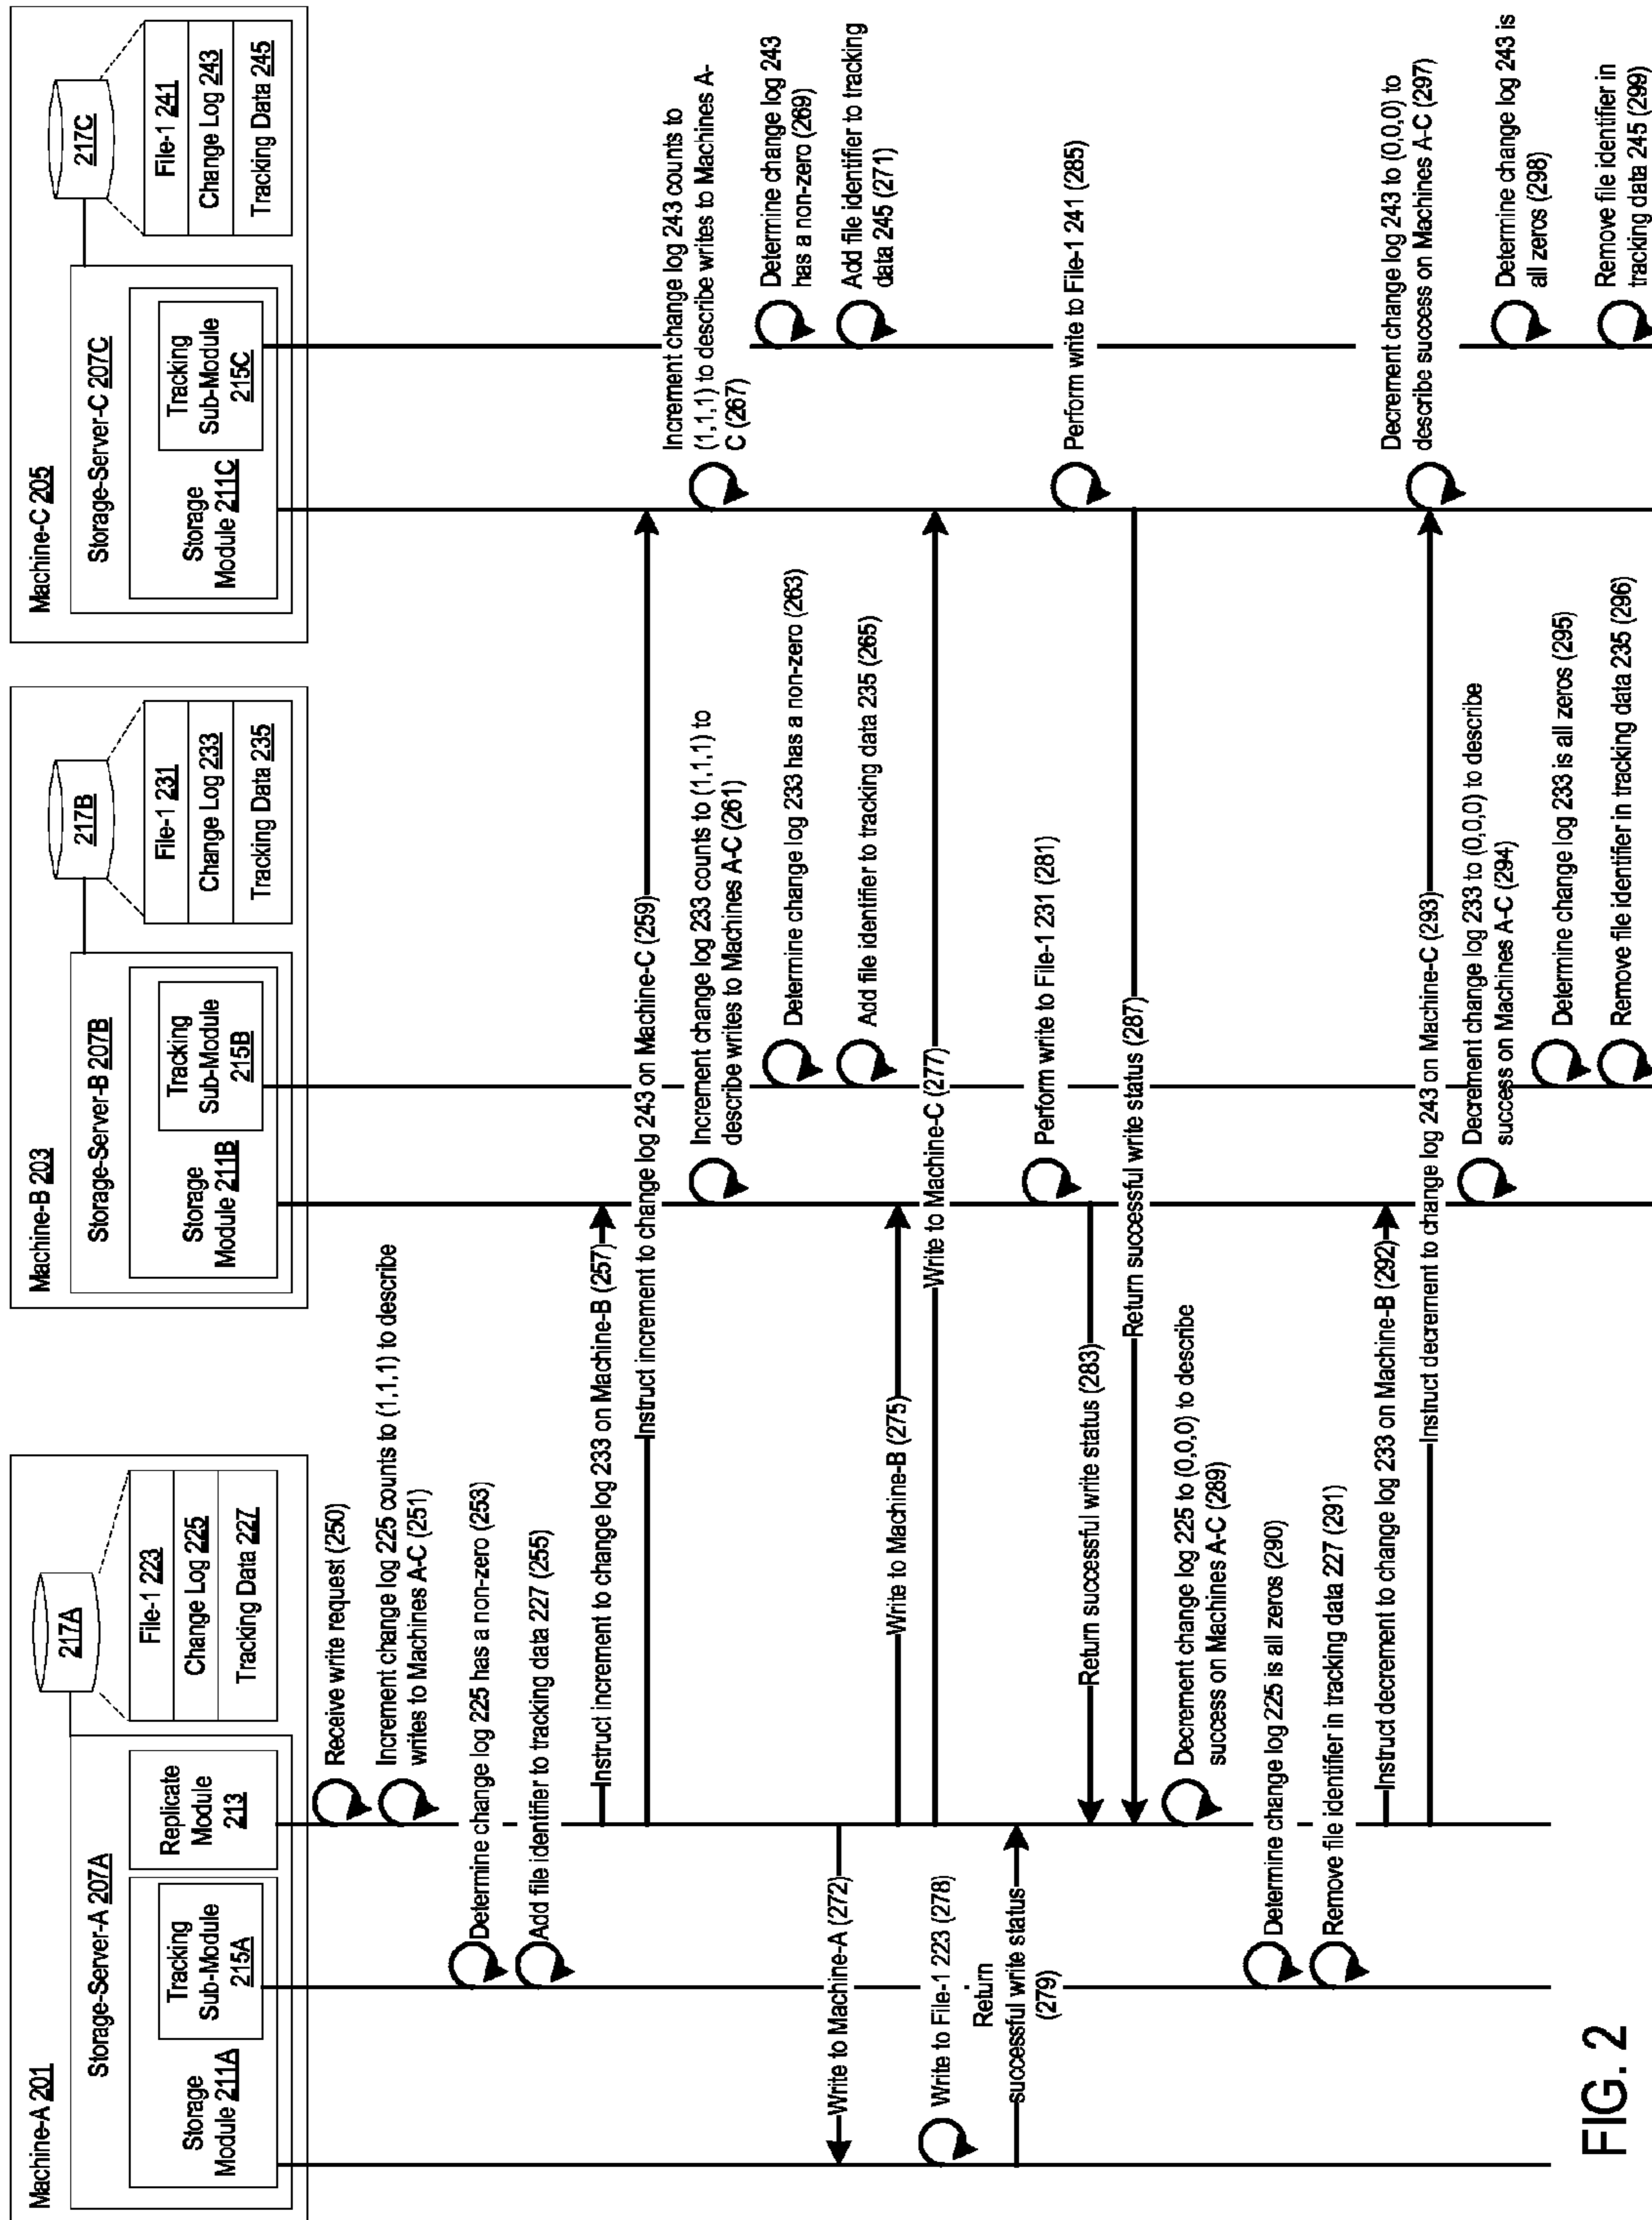 Machine-A 201
Storage-Server-A 207A
Storage
Module 211A
Tracking
Sub-Module
215A
Replicate
Module
213
217A
File-1 223
Change Log 225
Tracking Data 227
Machine-B 203
Storage-Server-B 207B
Storage
Module 211B
Tracking
Sub-Module
215B
217B
File-1 231
Change Log 233
Tracking Data 235
Machine-C 205
Storage-Server-C 207C
Storage
Module 211C
Tracking
Sub-Module
215C
217C
File-1 241
Change Log 243
Tracking Data 245
Receive write request (250)
Increment change log 225 counts to (1,1,1) to describe
writes to Machines A-C (251)
Determine change log 225 has a non-zero (253)
Add file identifier to tracking data 227 (255)
Instruct increment to change log 233 on Machine-B (257)
Instruct increment to change log 243 on Machine-C (259)
Increment change log 233 counts to (1,1,1) to
describe writes to Machines A-C (261)
Determine change log 233 has a non-zero (263)
Add file identifier to tracking data 235 (265)
Increment change log 243 counts to
(1,1,1) to describe writes to Machines A-
C (267)
Determine change log 243
has a non-zero (269)
Add file identifier to tracking
data 245 (271)
Write to Machine-A (272)
Write to Machine-B (275)
Write to Machine-C (277)
Write to File-1 223 (278)
Return
successful write status
(279)
Perform write to File-1 231 (281)
Return successful write status (283)
Perform write to File-1 241 (285)
Return successful write status (287)
Decrement change log 225 to (0,0,0) to describe
success on Machines A-C (289)
Determine change log 225 is all zeros (290)
Remove file identifier in tracking data 227 (291)
Instruct decrement to change log 233 on Machine-B (292)
Instruct decrement to change log 243 on Machine-C (293)
Decrement change log 233 to (0,0,0) to describe
success on Machines A-C (294)
Determine change log 233 is all zeros (295)
Remove file identifier in tracking data 235 (296)
Decrement change log 243 to (0,0,0) to
describe success on Machines A-C (297)
Determine change log 243 is
all zeros (298)
Remove file identifier in
tracking data 245 (299)
FIG. 2